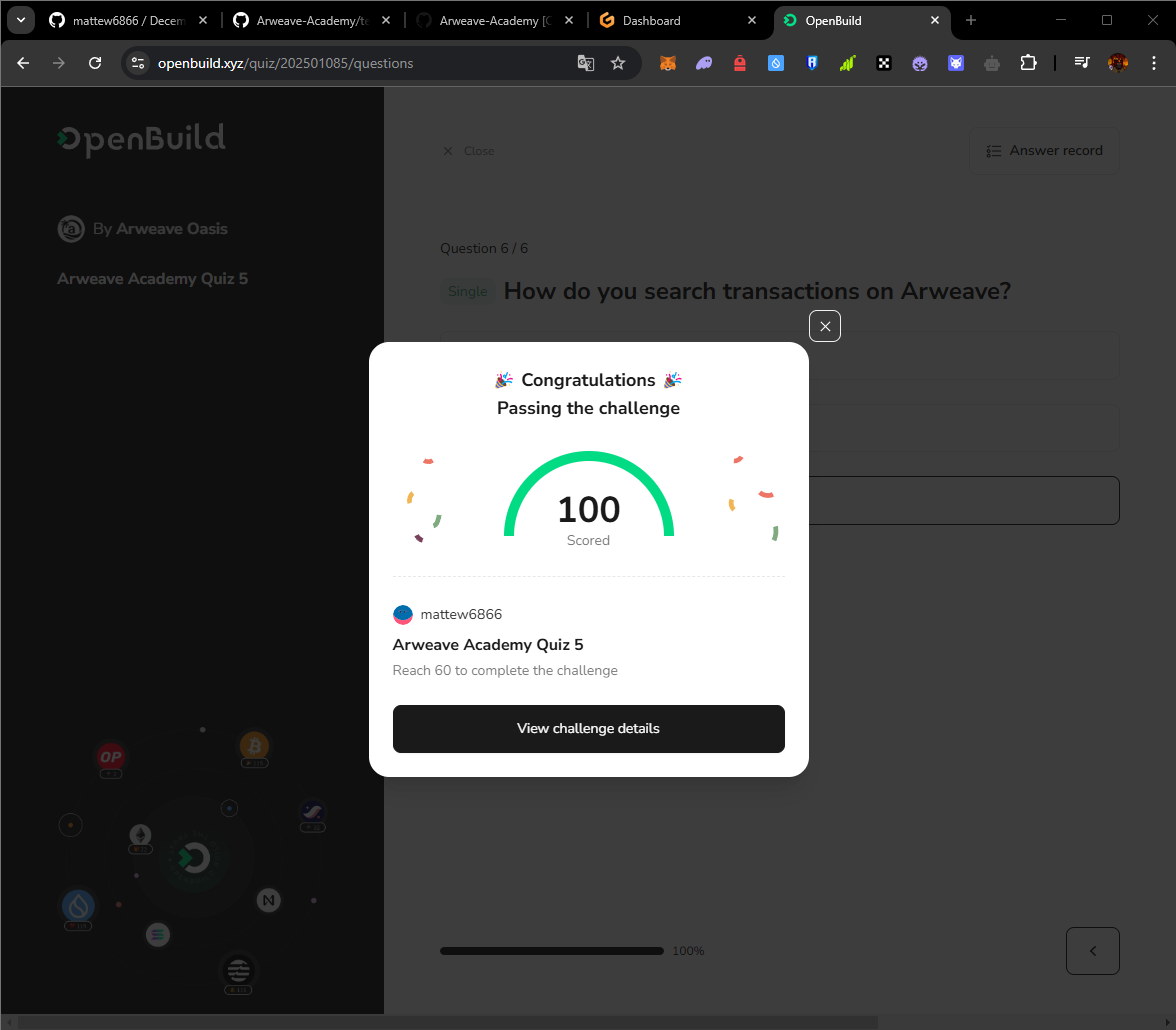 mattew6866 / Decem
Arweave-Academy/te
Arweave-Academy [C
Dashboard
OpenBuild
openbuild.xyz/quiz/202501085/questions
OpenBuild
Close
Answer record
By Arweave Oasis
Arweave Academy Quiz 5
Question 6 / 6
Single
How do you search transactions on Arweave?
Congratulations
Passing the challenge
100
Scored
mattew6866
Arweave Academy Quiz 5
Reach 60 to complete the challenge
View challenge details
OP
100%